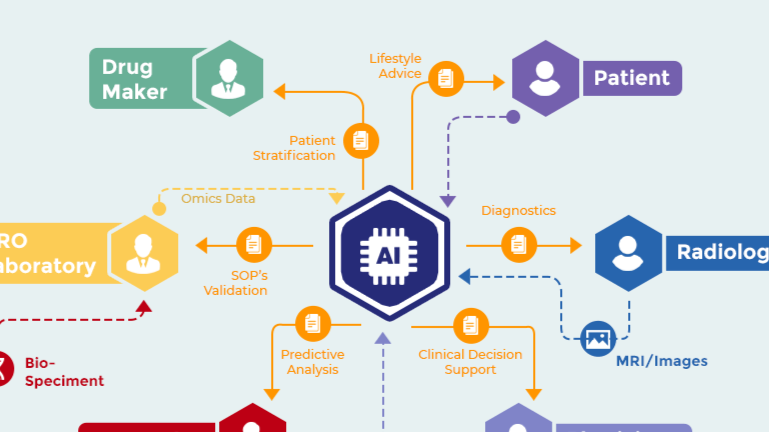 Drug
Maker
Lifestyle
Advice
Patient
Patient
Stratification
Omics Data
Diagnostics
RO
aboratory
AI
Radiolog
SOP's
Validation
Predictive
Analysis
Clinical Decision
Support
MRI/Images
Bio-
Speciment